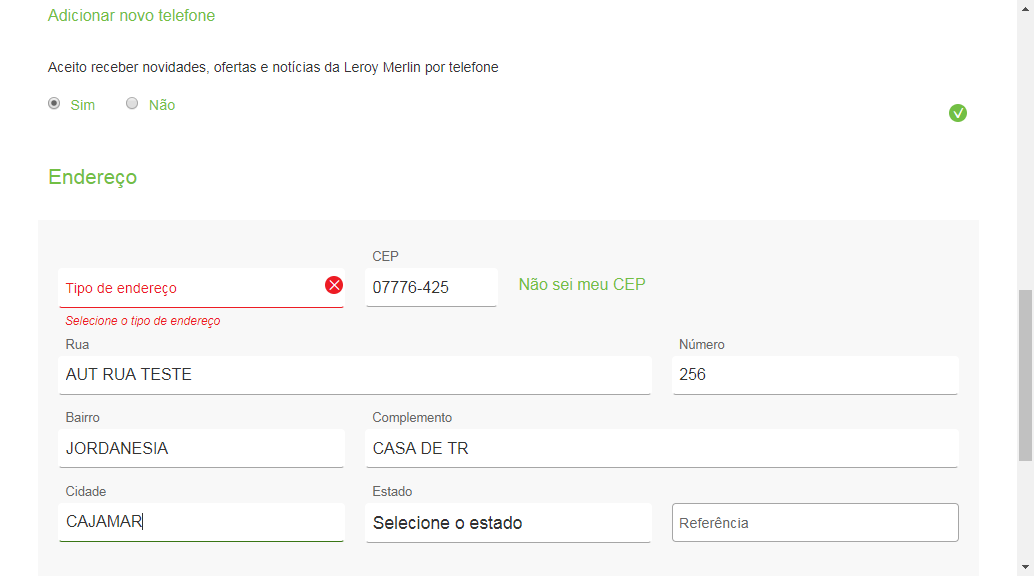 Adicionar novo telefone
Aceito receber novidades, ofertas e notícias da Leroy Merlin por telefone
Sim Não
Endereço
CEP
Tipo de endereço 07776-425 Não sei meu CEP
Selecione o tipo de endereço
Rua Número
AUT RUA TESTE 256
Bairro Complemento
JORDANESIA CASA DE TR
Cidade Estado
CAJAMAR Selecione o estado Referência